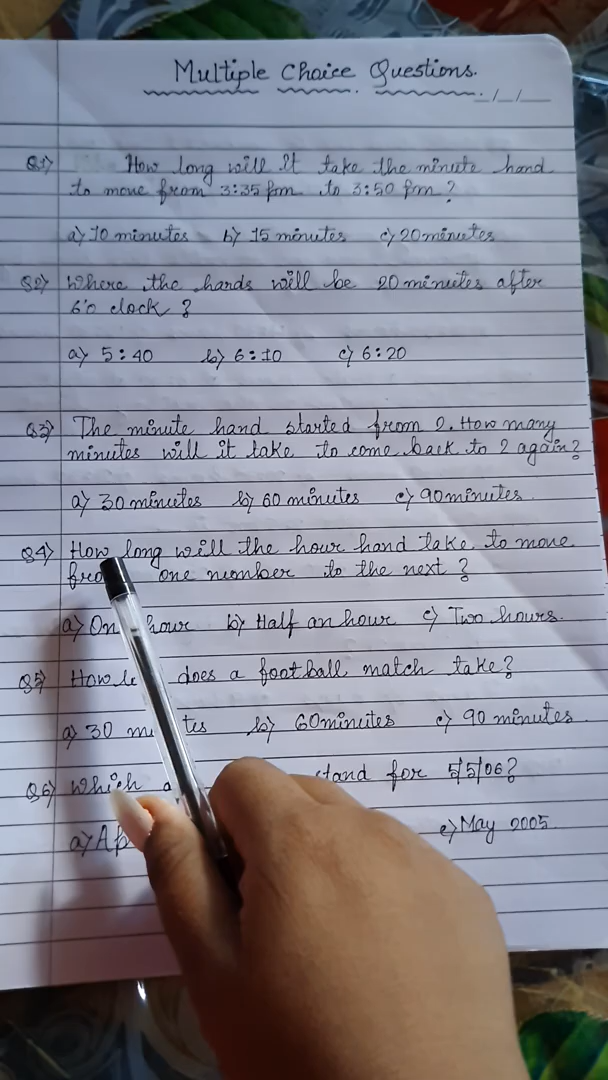 Multiple Choice Questions.
_/_/__
Q1) How long will it take the minute hand
to move from 3:35 pm to 3:50 pm?
a) 10 minutes b) 15 minutes c) 20 minutes
Q2) Where the hands will be 20 minutes after
6'o clock ?
a) 5:40 b) 6:10 c) 6:20
Q3) The minute hand started from 2. How many
minutes will it take to come back to 2 again?
a) 30 minutes b) 60 minutes c) 90 minutes
Q4) How long will the hour hand take to move
one number to the next ?
a) hour b) Half an hour c) Two hours.
Q5) How does a football match take?
a) 30 b) 60 minutes c) 90 minutes
Q6) Which stand for 5/5/06?
a) c) May 2005